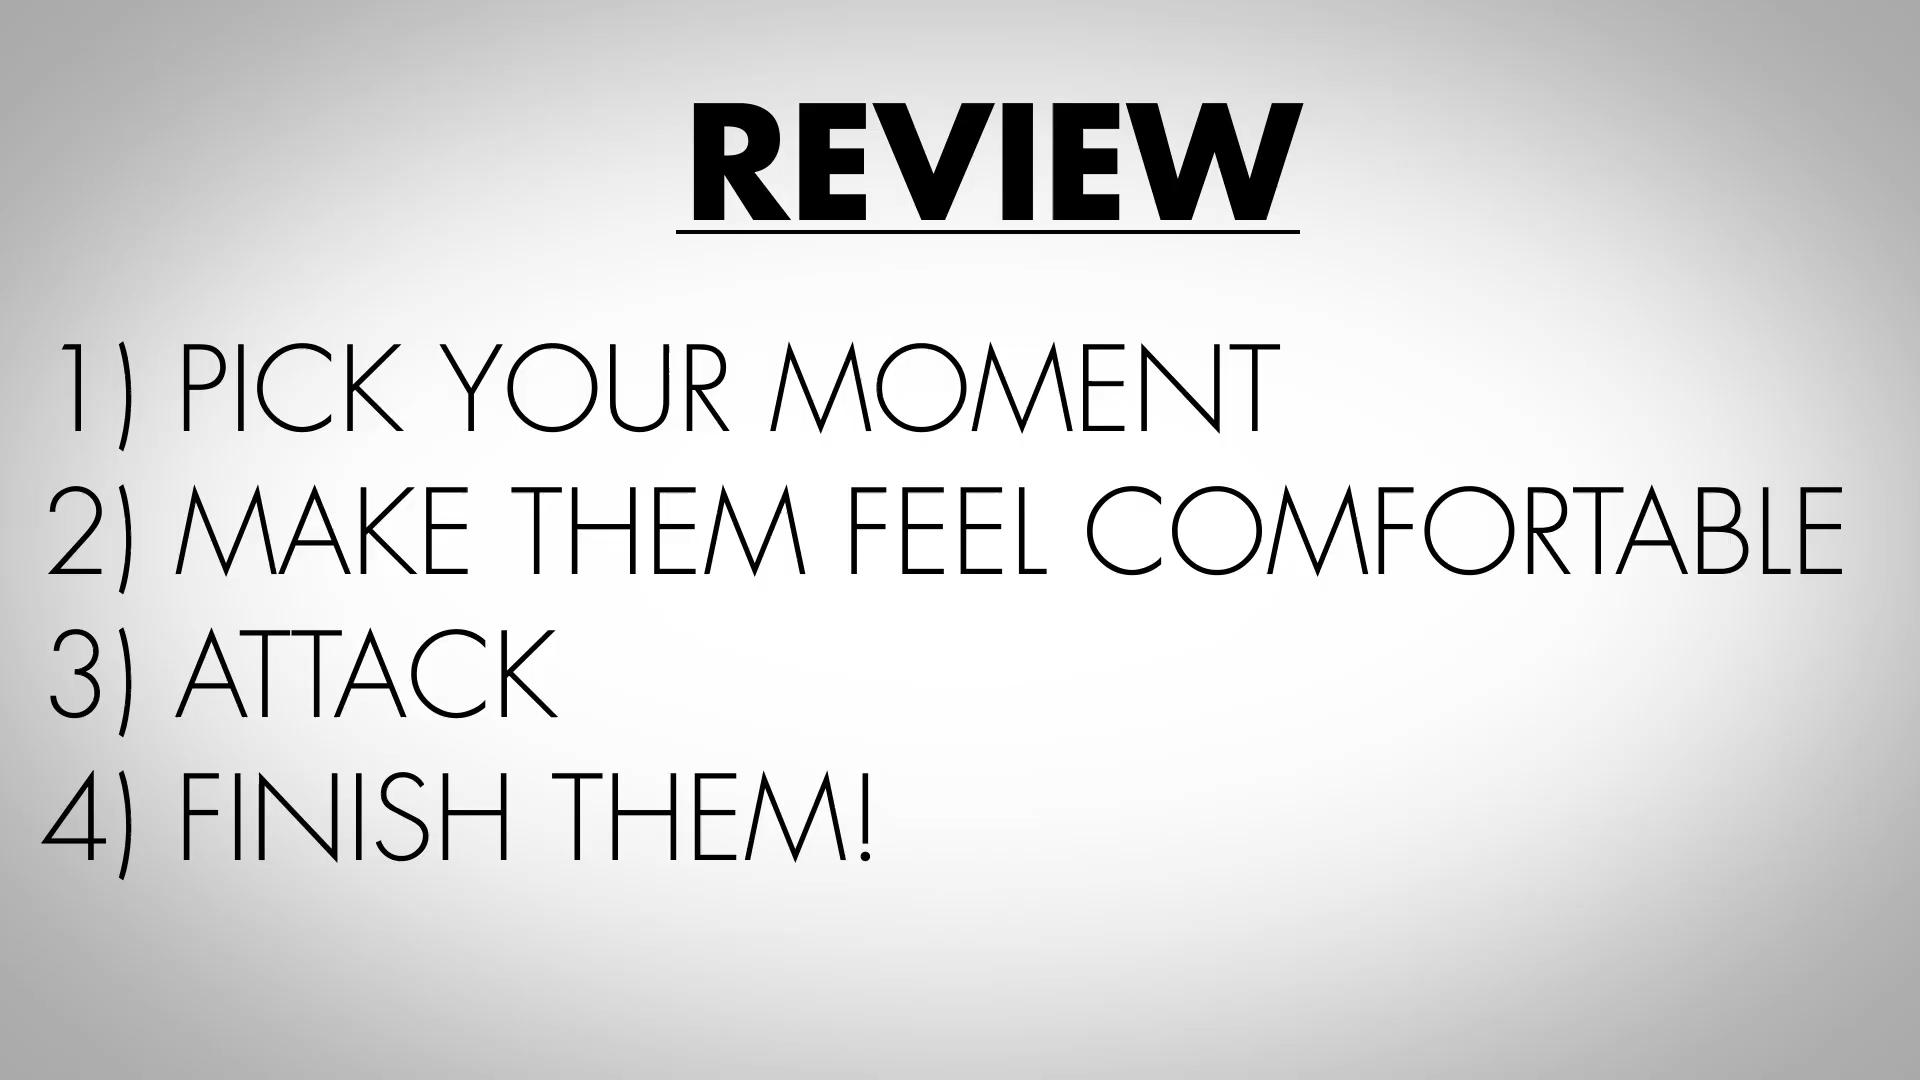 REVIEW
1) PICK YOUR MOMENT
2) MAKE THEM FEEL COMFORTABLE
3) ATTACK
4) FINISH THEM!